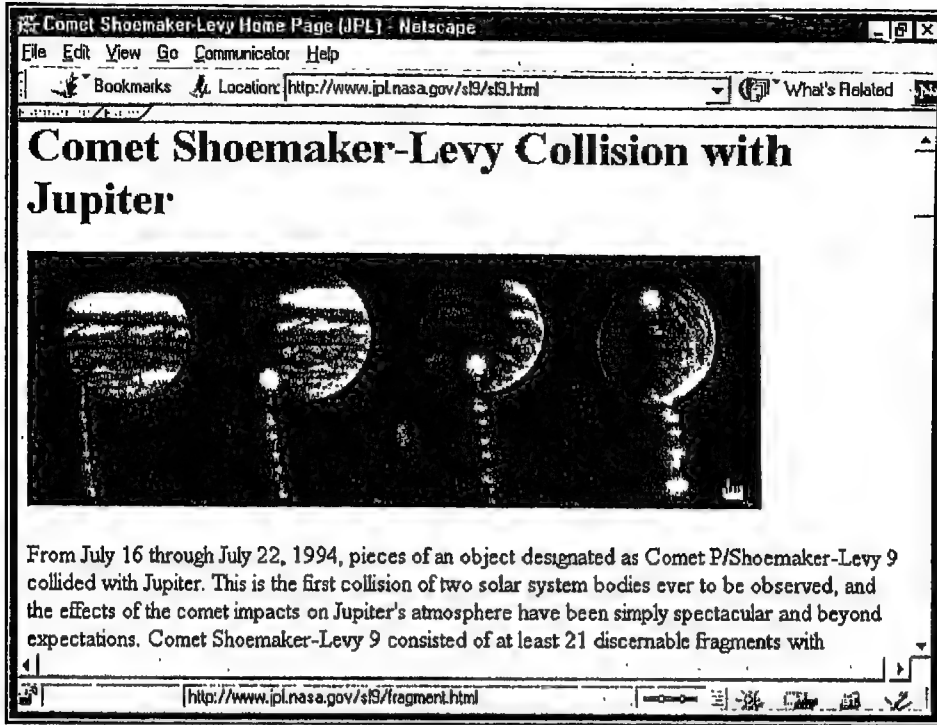 Comet Shoemaker-Levy Home Page (JPL) - Netscape
File Edit View Go Communicator Help
Bookmarks Location: http://www.jpl.nasa.gov/sl9/sl9.html What's Related
Comet Shoemaker-Levy Collision with
Jupiter
From July 16 through July 22, 1994, pieces of an object designated as Comet P/Shoemaker-Levy 9
collided with Jupiter. This is the first collision of two solar system bodies ever to be observed, and
the effects of the comet impacts on Jupiter's atmosphere have been simply spectacular and beyond
expectations. Comet Shoemaker-Levy 9 consisted of at least 21 discernable fragments with
http://www.jpl.nasa.gov/sl9/fragment.html